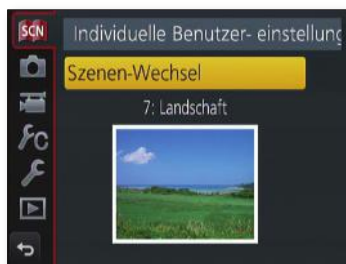 SCN
Individuelle Benutzer- einstellung
Szenen-Wechsel
7: Landschaft
C